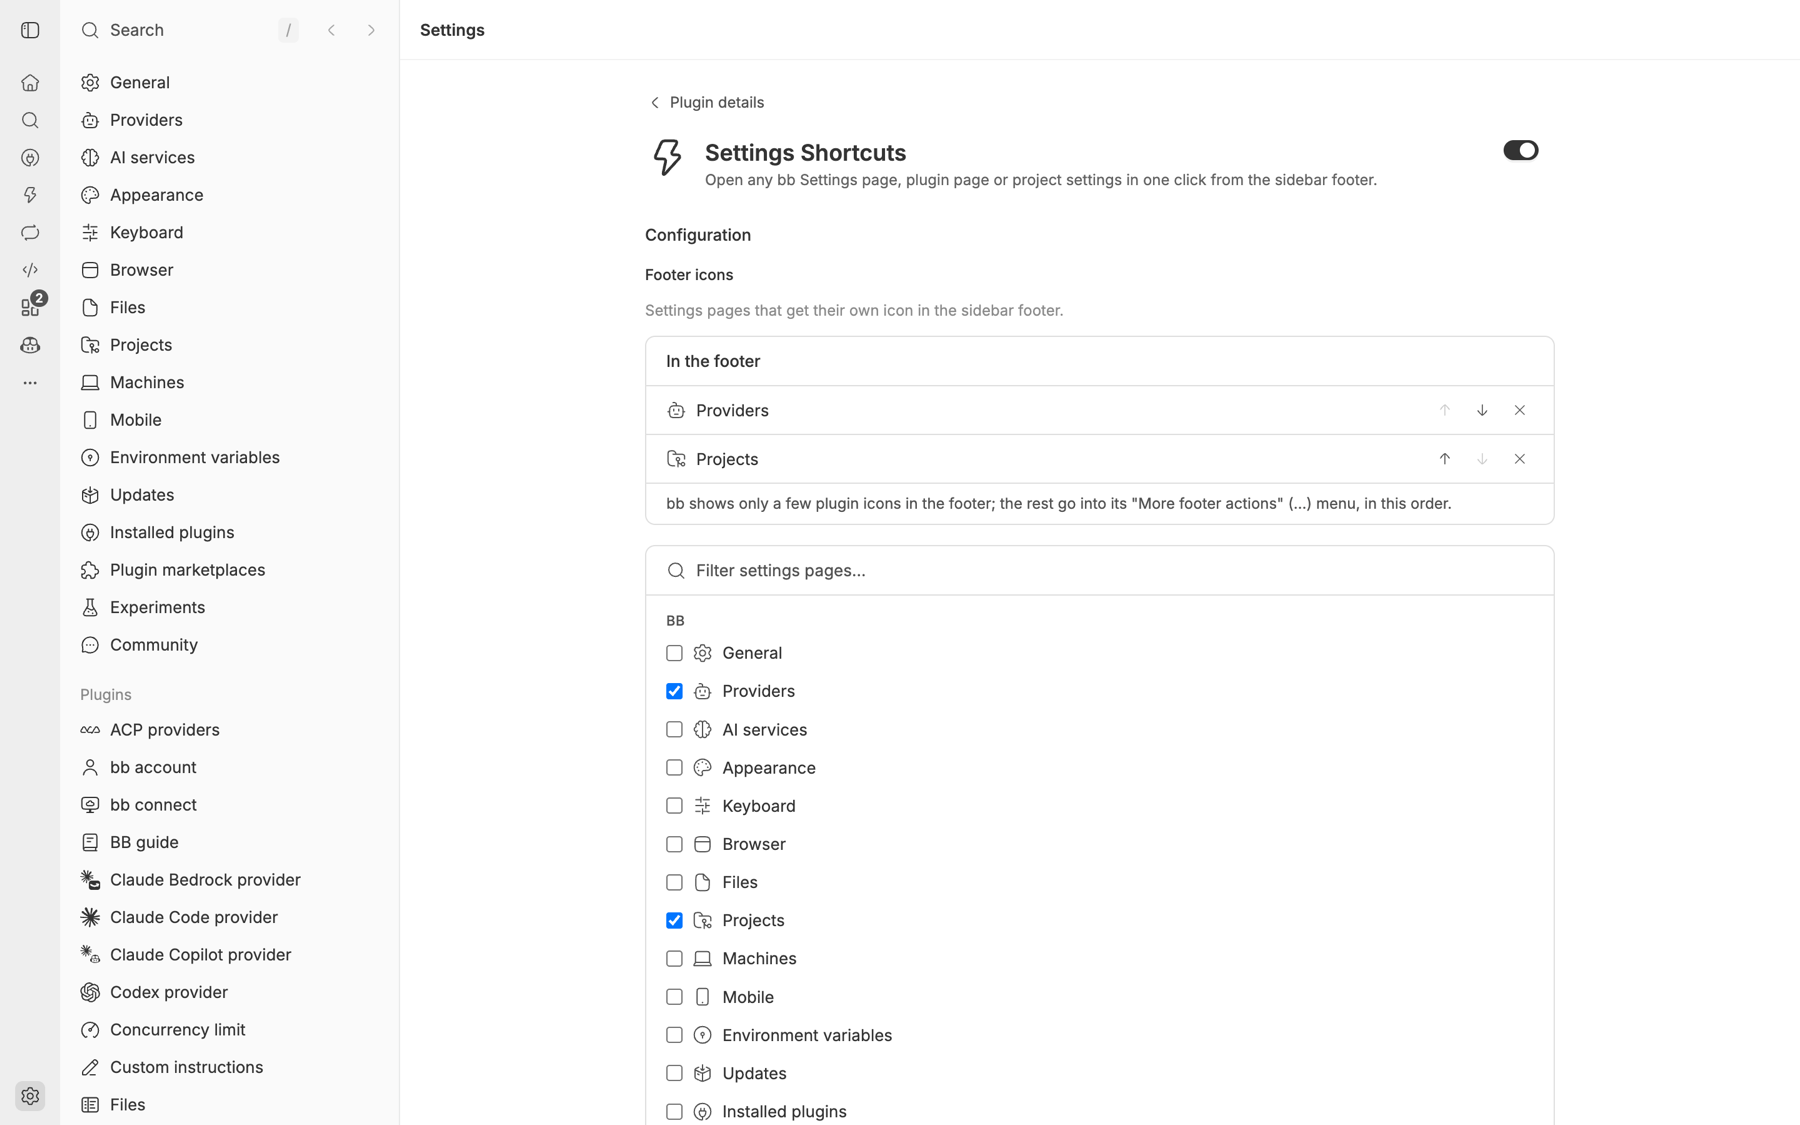 Search
/
General
Providers
AI services
Appearance
Keyboard
Browser
Files
Projects
Machines
Mobile
Environment variables
Updates
Installed plugins
Plugin marketplaces
Experiments
Community
Plugins
ACP providers
bb account
bb connect
BB guide
Claude Bedrock provider
Claude Code provider
Claude Copilot provider
Codex provider
Concurrency limit
Custom instructions
Files
2
Settings
Plugin details
Settings Shortcuts
Open any bb Settings page, plugin page or project settings in one click from the sidebar footer.
Configuration
Footer icons
Settings pages that get their own icon in the sidebar footer.
In the footer
Providers
Projects
bb shows only a few plugin icons in the footer; the rest go into its "More footer actions" (...) menu, in this order.
Filter settings pages...
BB
General
Providers
AI services
Appearance
Keyboard
Browser
Files
Projects
Machines
Mobile
Environment variables
Updates
Installed plugins